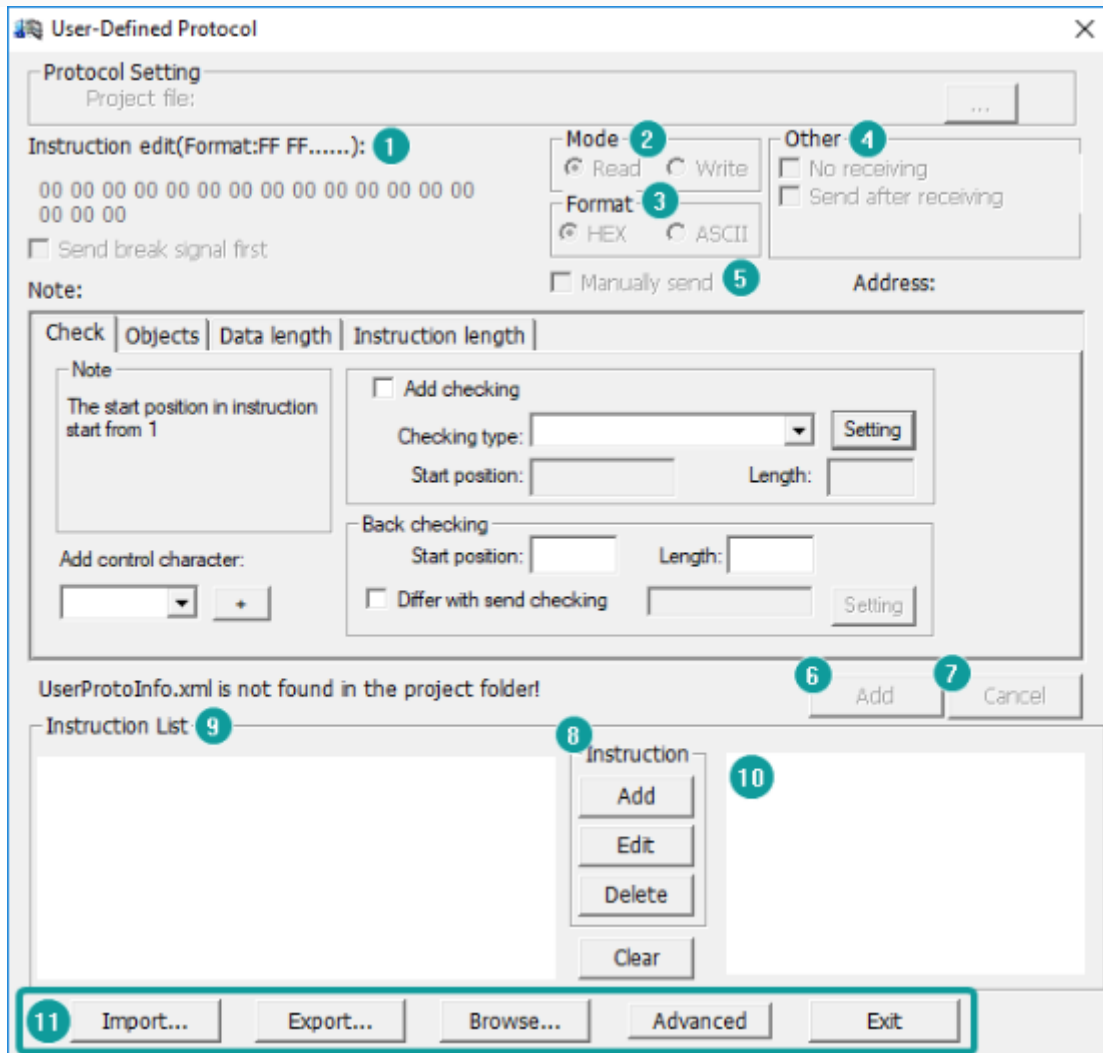 User-Defined Protocol
Protocol Setting
Project file:
...
Instruction edit(Format:FF FF......): 1
Mode 2
Read Write
Other 4
No receiving
Send after receiving
00 00 00 00 00 00 00 00 00 00 00 00 00 00
00 00 00
Format 3
HEX ASCII
Send break signal first
Manually send 5
Address:
Note:
Check Objects Data length Instruction length
Note
The start position in instruction
start from 1
Add checking
Checking type: Setting
Start position: Length:
Back checking
Start position: Length:
Add control character:
+
Differ with send checking Setting
UserProtoInfo.xml is not found in the project folder!
6 Add 7 Cancel
Instruction List 9
8 Instruction
Add
Edit
Delete
Clear
10
11 Import... Export... Browse... Advanced Exit